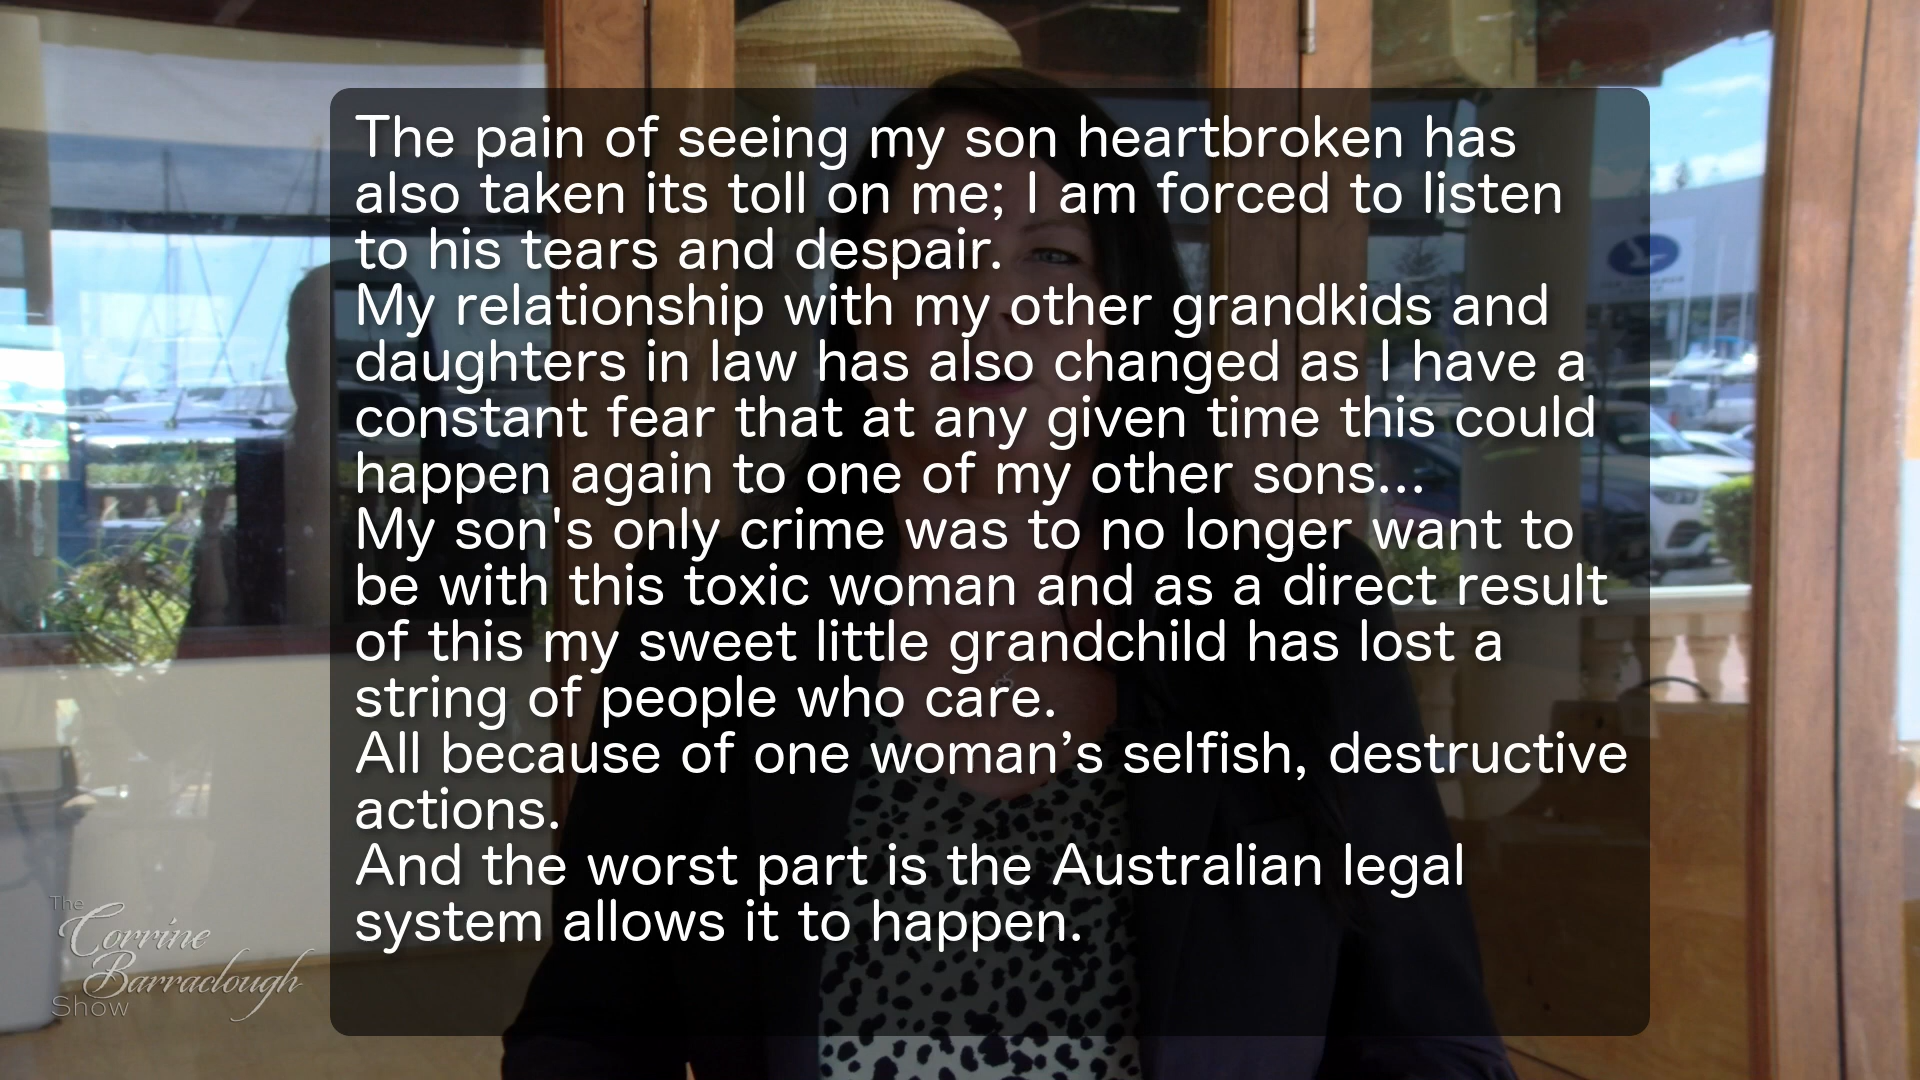 The pain of seeing my son heartbroken has
also taken its toll on me; I am forced to listen
to his tears and despair.
My relationship with my other grandkids and
daughters in law has also changed as I have a
constant fear that at any given time this could
happen again to one of my other sons...
My son's only crime was to no longer want to
be with this toxic woman and as a direct result
of this my sweet little grandchild has lost a
string of people who care.
All because of one woman’s selfish, destructive
actions.
And the worst part is the Australian legal
system allows it to happen.
The
Corrine
Barraclough
Show